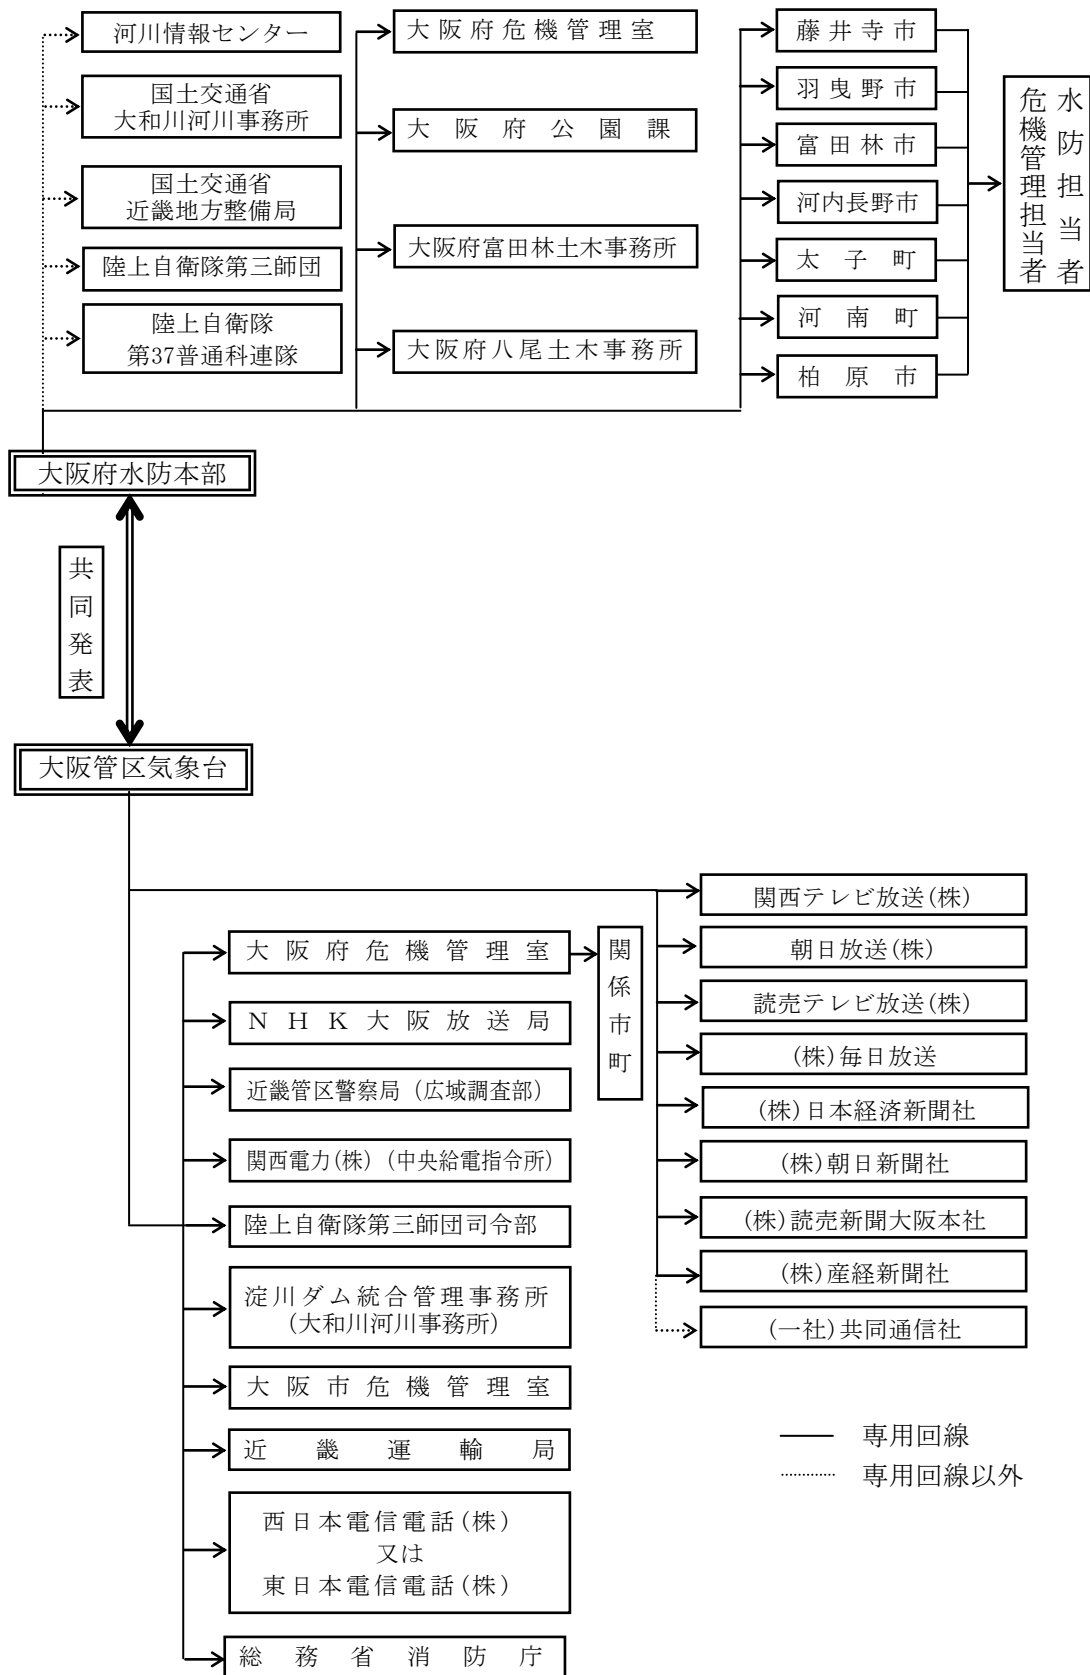 河川情報センター
国土交通省
大和川河川事務所
国土交通省
近畿地方整備局
陸上自衛隊第三師団
陸上自衛隊
第37普通科連隊
大阪府危機管理室
大阪府公園課
大阪府富田林土木事務所
大阪府八尾土木事務所
藤井寺市
羽曳野市
富田林市
河内長野市
太子町
河南町
柏原市
水防担当者
危機管理担当者
大阪府水防本部
共同発表
大阪管区気象台
大阪府危機管理室
関係市町
NHK大阪放送局
近畿管区警察局（広域調査部）
関西電力(株)（中央給電指令所）
陸上自衛隊第三師団司令部
淀川ダム統合管理事務所
(大和川河川事務所)
大阪市危機管理室
近畿運輸局
西日本電信電話(株)
又は
東日本電信電話(株)
総務省消防庁
関西テレビ放送(株)
朝日放送(株)
読売テレビ放送(株)
(株)毎日放送
(株)日本経済新聞社
(株)朝日新聞社
(株)読売新聞大阪本社
(株)産経新聞社
(一社)共同通信社
専用回線
専用回線以外